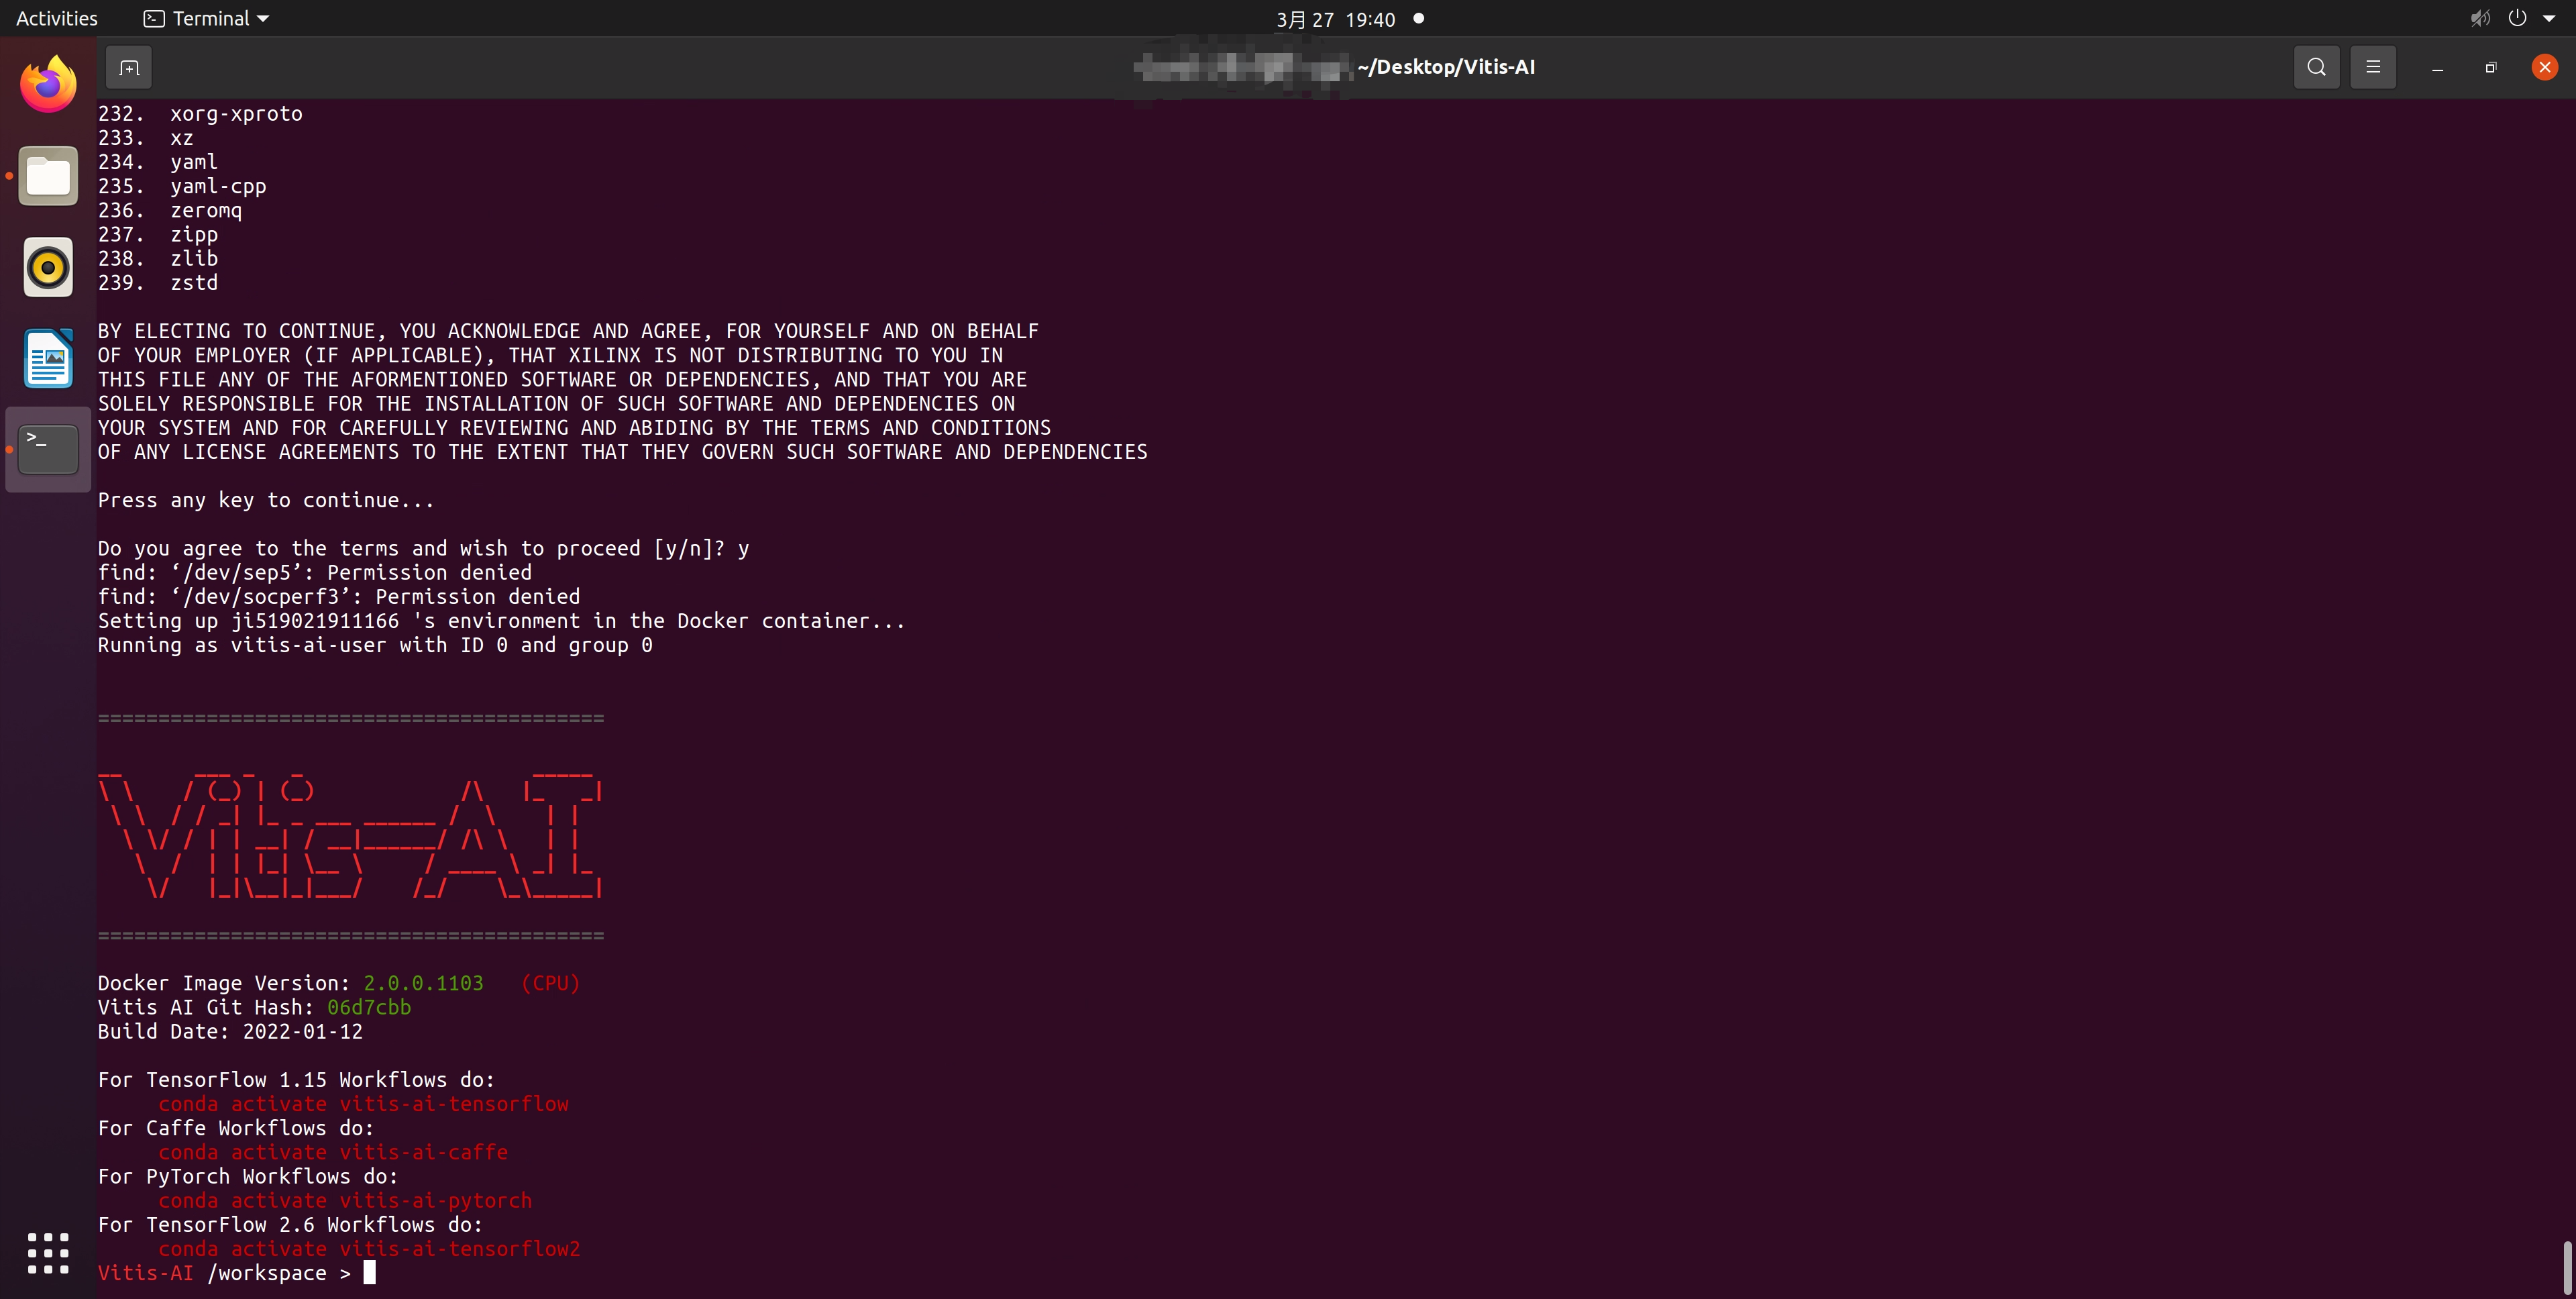 Activities Terminal 3月 27 19:40
~/Desktop/Vitis-AI
232. xorg-xproto
233. xz
234. yaml
235. yaml-cpp
236. zeromq
237. zipp
238. zlib
239. zstd
BY ELECTING TO CONTINUE, YOU ACKNOWLEDGE AND AGREE, FOR YOURSELF AND ON BEHALF
OF YOUR EMPLOYER (IF APPLICABLE), THAT XILINX IS NOT DISTRIBUTING TO YOU IN
THIS FILE ANY OF THE AFORMENTIONED SOFTWARE OR DEPENDENCIES, AND THAT YOU ARE
SOLELY RESPONSIBLE FOR THE INSTALLATION OF SUCH SOFTWARE AND DEPENDENCIES ON
YOUR SYSTEM AND FOR CAREFULLY REVIEWING AND ABIDING BY THE TERMS AND CONDITIONS
OF ANY LICENSE AGREEMENTS TO THE EXTENT THAT THEY GOVERN SUCH SOFTWARE AND DEPENDENCIES
Press any key to continue...
Do you agree to the terms and wish to proceed [y/n]? y
find: ‘/dev/sep5’: Permission denied
find: ‘/dev/socperf3’: Permission denied
Setting up ji519021911166 's environment in the Docker container...
Running as vitis-ai-user with ID 0 and group 0
==========================================
Vitis-AI
==========================================
Docker Image Version: 2.0.0.1103 (CPU)
Vitis AI Git Hash: 06d7cbb
Build Date: 2022-01-12
For TensorFlow 1.15 Workflows do:
conda activate vitis-ai-tensorflow
For Caffe Workflows do:
conda activate vitis-ai-caffe
For PyTorch Workflows do:
conda activate vitis-ai-pytorch
For TensorFlow 2.6 Workflows do:
conda activate vitis-ai-tensorflow2
Vitis-AI /workspace >